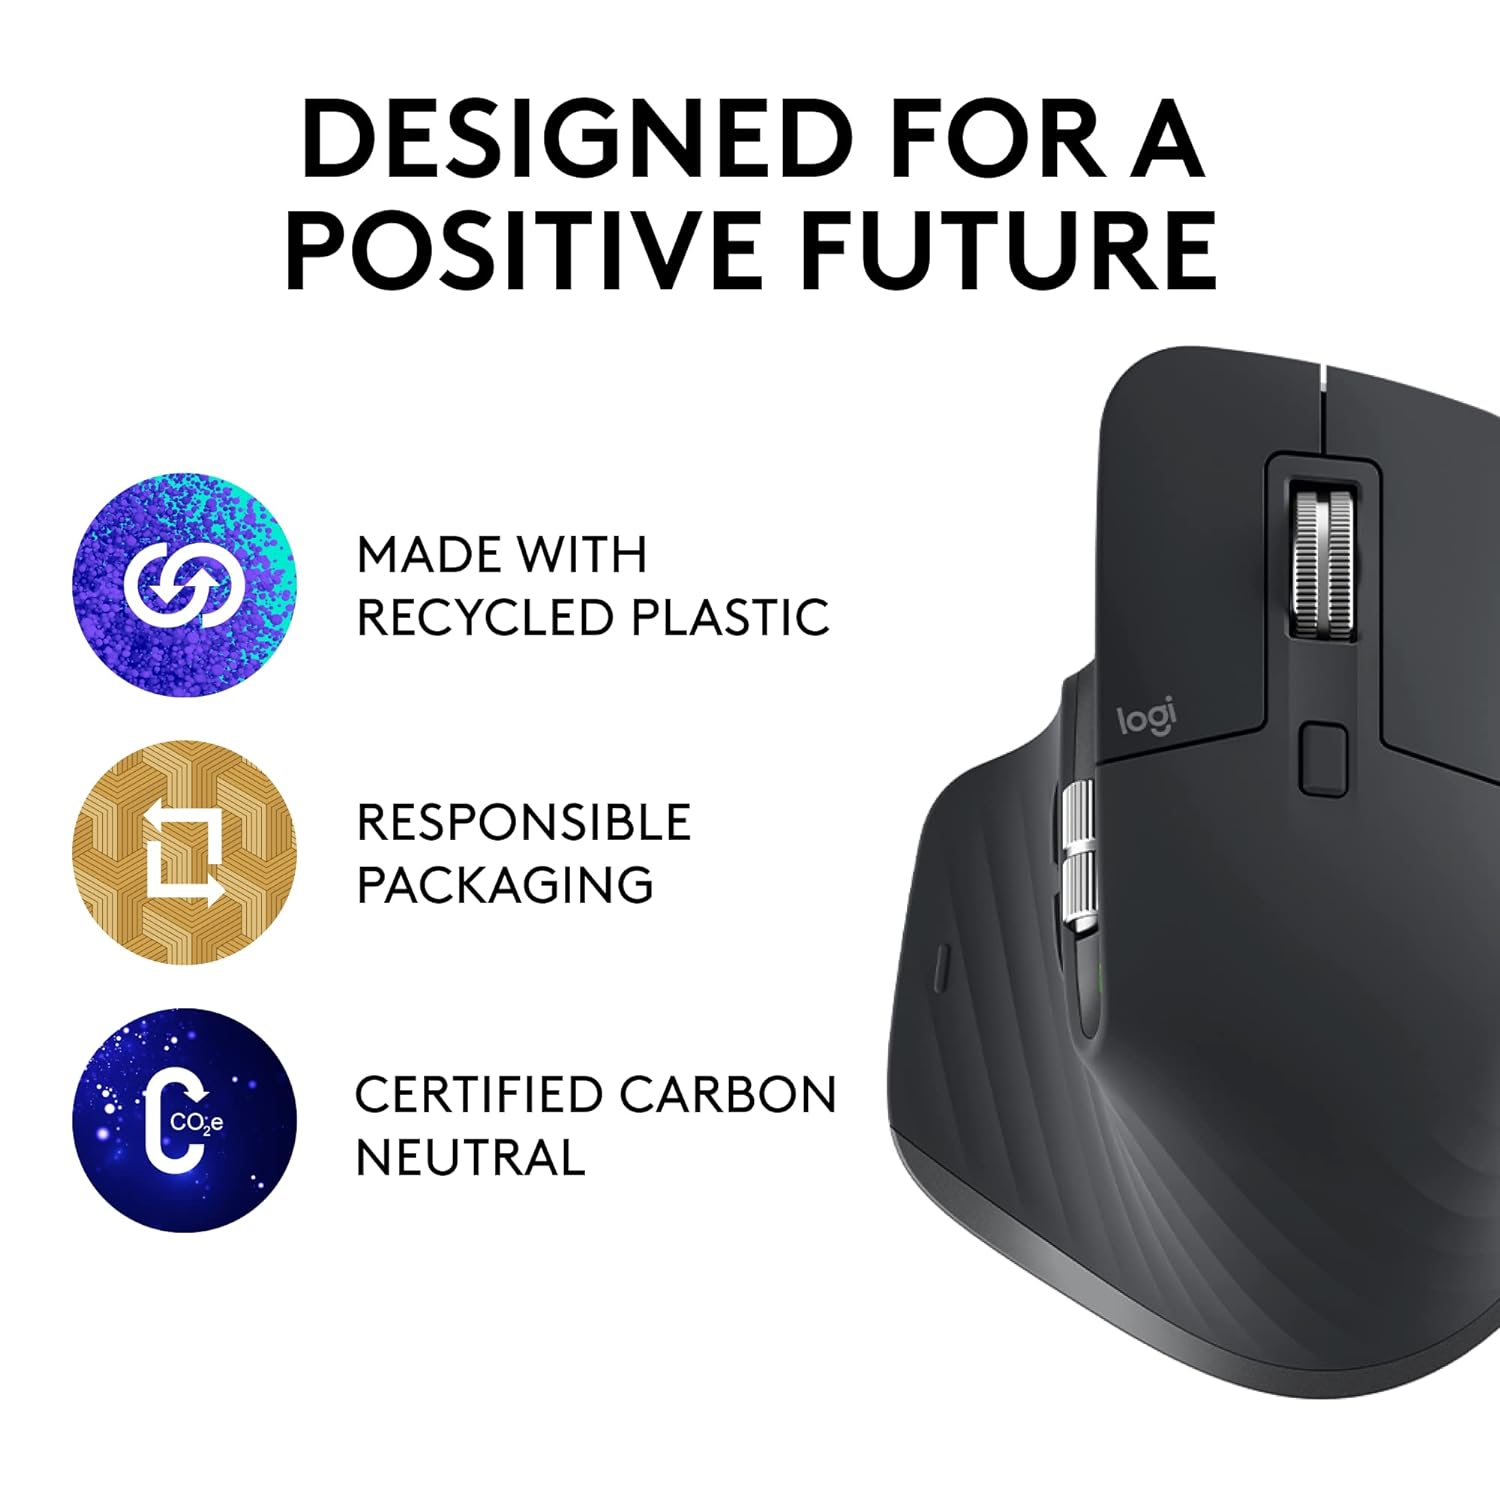 DESIGNED FOR A
POSITIVE FUTURE
MADE WITH
RECYCLED PLASTIC
RESPONSIBLE
PACKAGING
CO₂e
CERTIFIED CARBON
NEUTRAL
logi